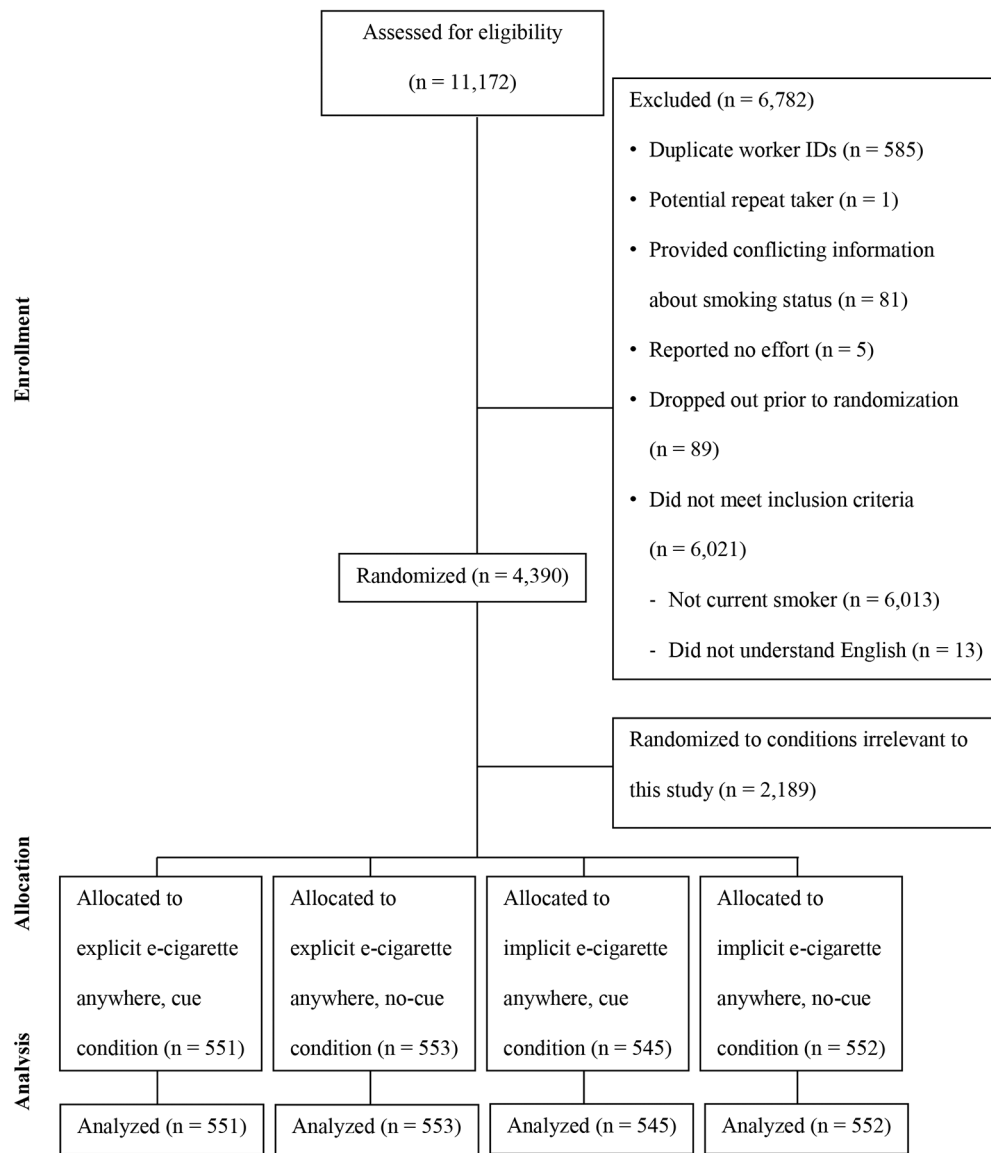 Assessed for eligibility
(n = 11,172)
Excluded (n = 6,782)
• Duplicate worker IDs (n = 585)
• Potential repeat taker (n = 1)
• Provided conflicting information
about smoking status (n = 81)
• Reported no effort (n = 5)
• Dropped out prior to randomization
(n = 89)
• Did not meet inclusion criteria
(n = 6,021)
- Not current smoker (n = 6,013)
- Did not understand English (n = 13)
Enrollment
Randomized (n = 4,390)
Randomized to conditions irrelevant to
this study (n = 2,189)
Allocation
Allocated to
explicit e-cigarette
anywhere, cue
condition (n = 551)
Allocated to
explicit e-cigarette
anywhere, no-cue
condition (n = 553)
Allocated to
implicit e-cigarette
anywhere, cue
condition (n = 545)
Allocated to
implicit e-cigarette
anywhere, no-cue
condition (n = 552)
Analysis
Analyzed (n = 551)
Analyzed (n = 553)
Analyzed (n = 545)
Analyzed (n = 552)